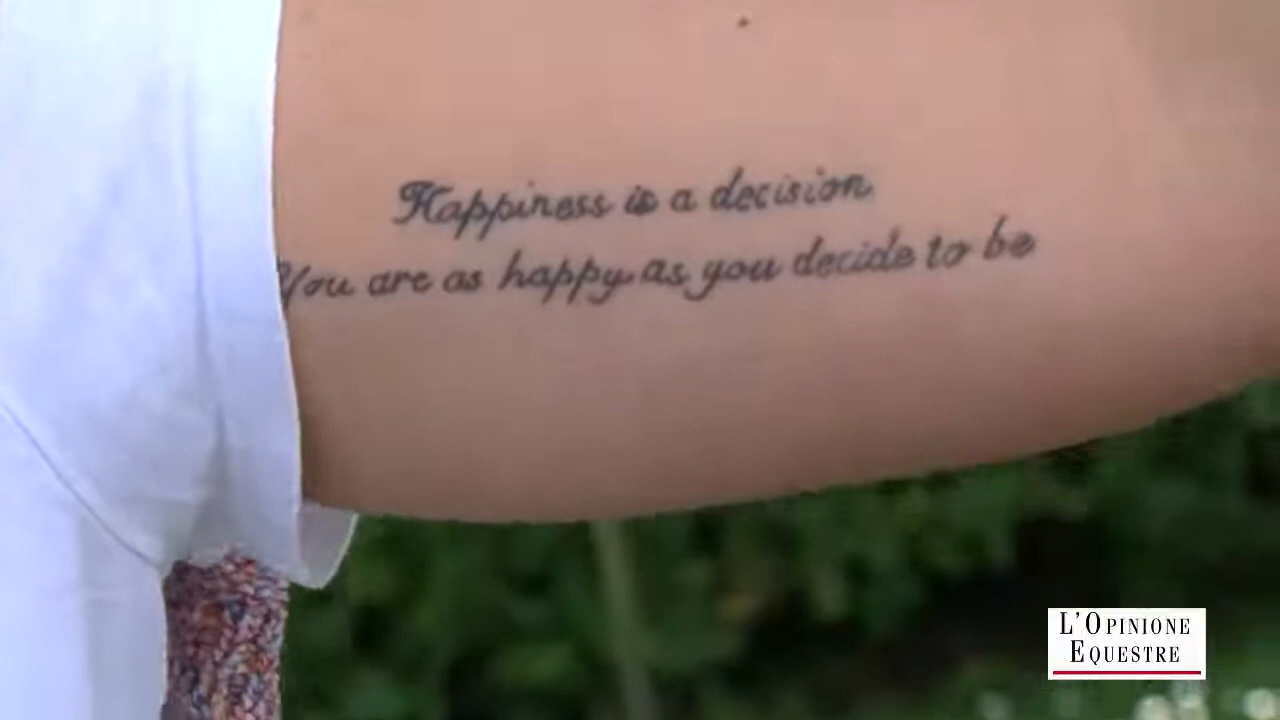 Happiness is a decision
You are as happy as you decide to be
L'OPINIONE
EQUESTRE